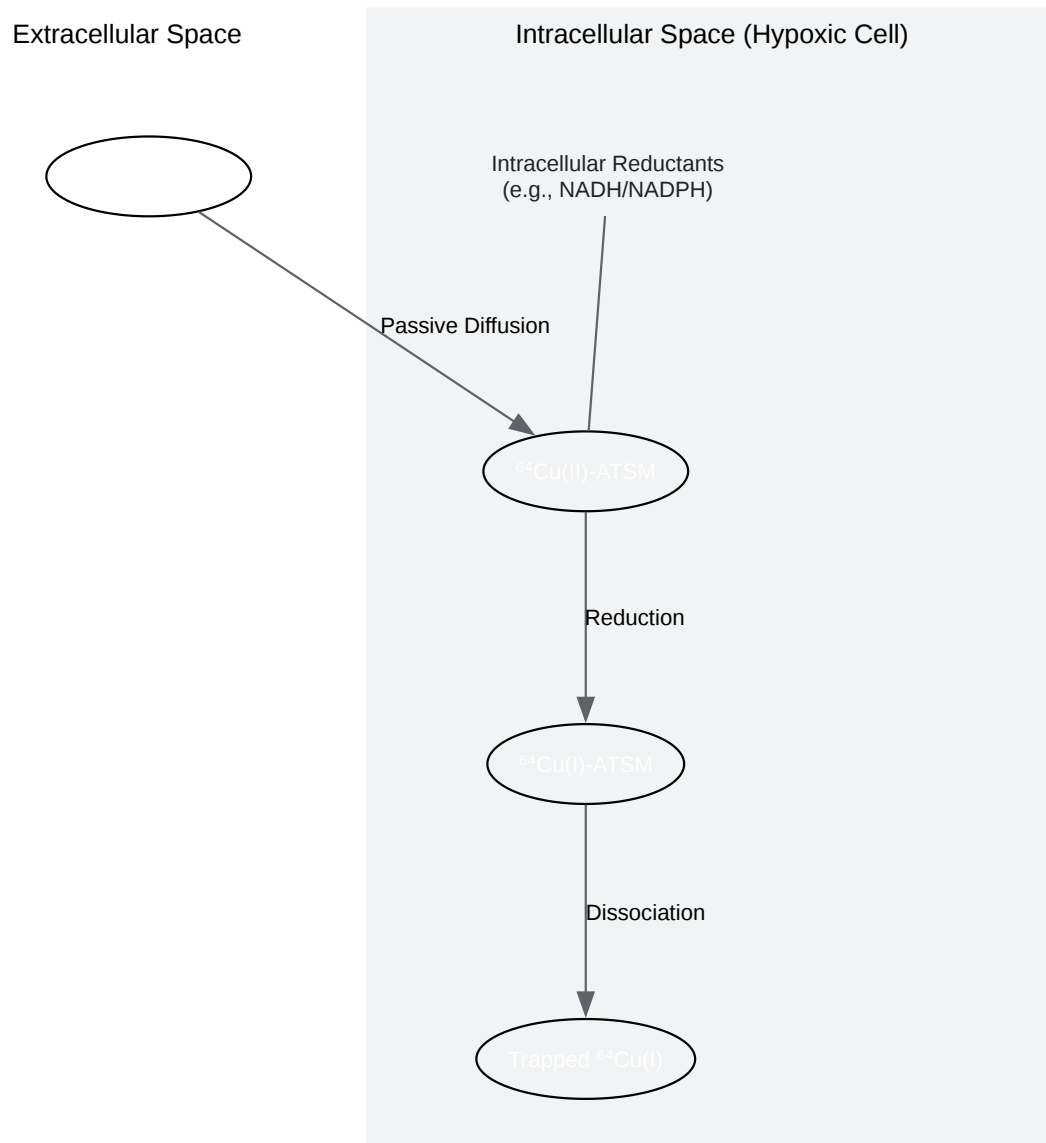 Extracellular Space
Intracellular Space (Hypoxic Cell)
Intracellular Reductants
(e.g., NADH/NADPH)
Passive Diffusion
⁶⁴Cu(II)-ATSM
Reduction
⁶⁴Cu(I)-ATSM
Dissociation
Trapped ⁶⁴Cu(I)